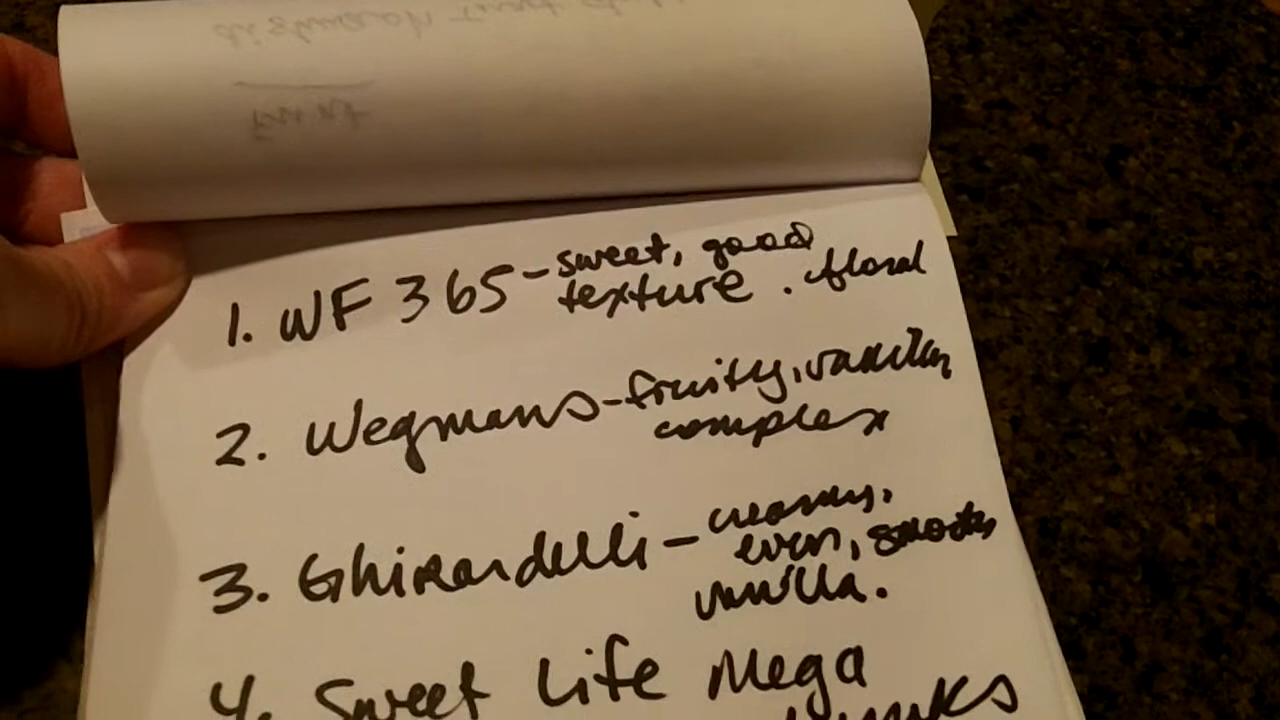 1. WF 365 - sweet, good
texture . floral
2. Wegmans - fruity, vanilla,
complex
3. Ghirardelli - creamy,
even, smooth,
vanilla.
4. Sweet Life Mega